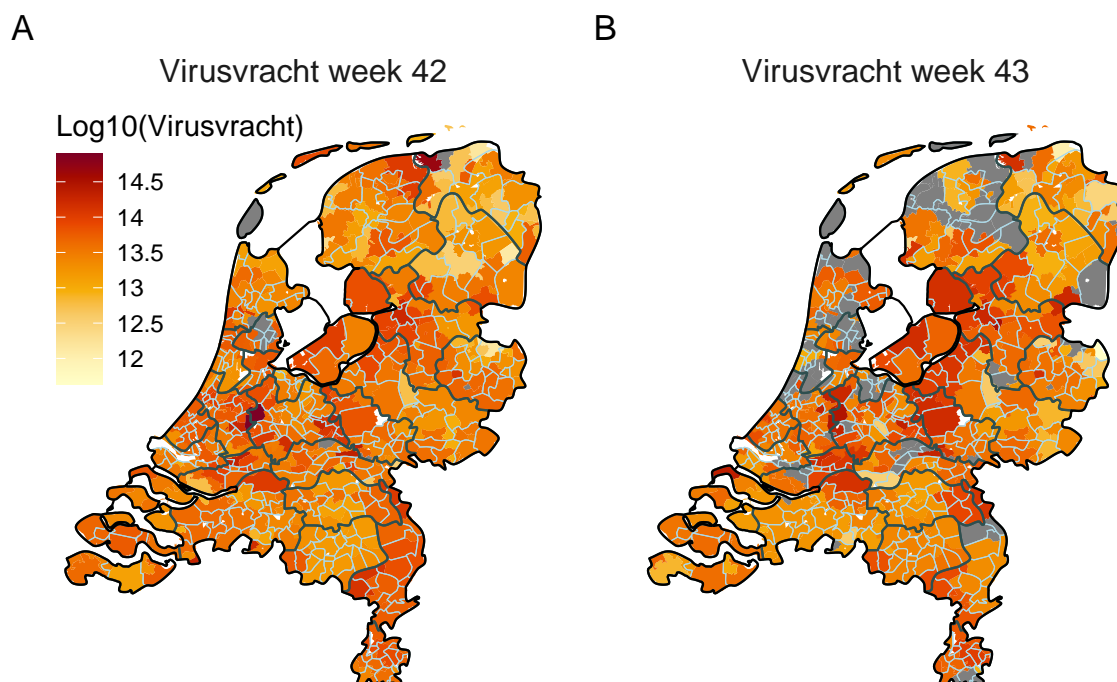 A
B
Virusvracht week 42
Virusvracht week 43
Log10(Virusvracht)
14.5
14
13.5
13
12.5
12